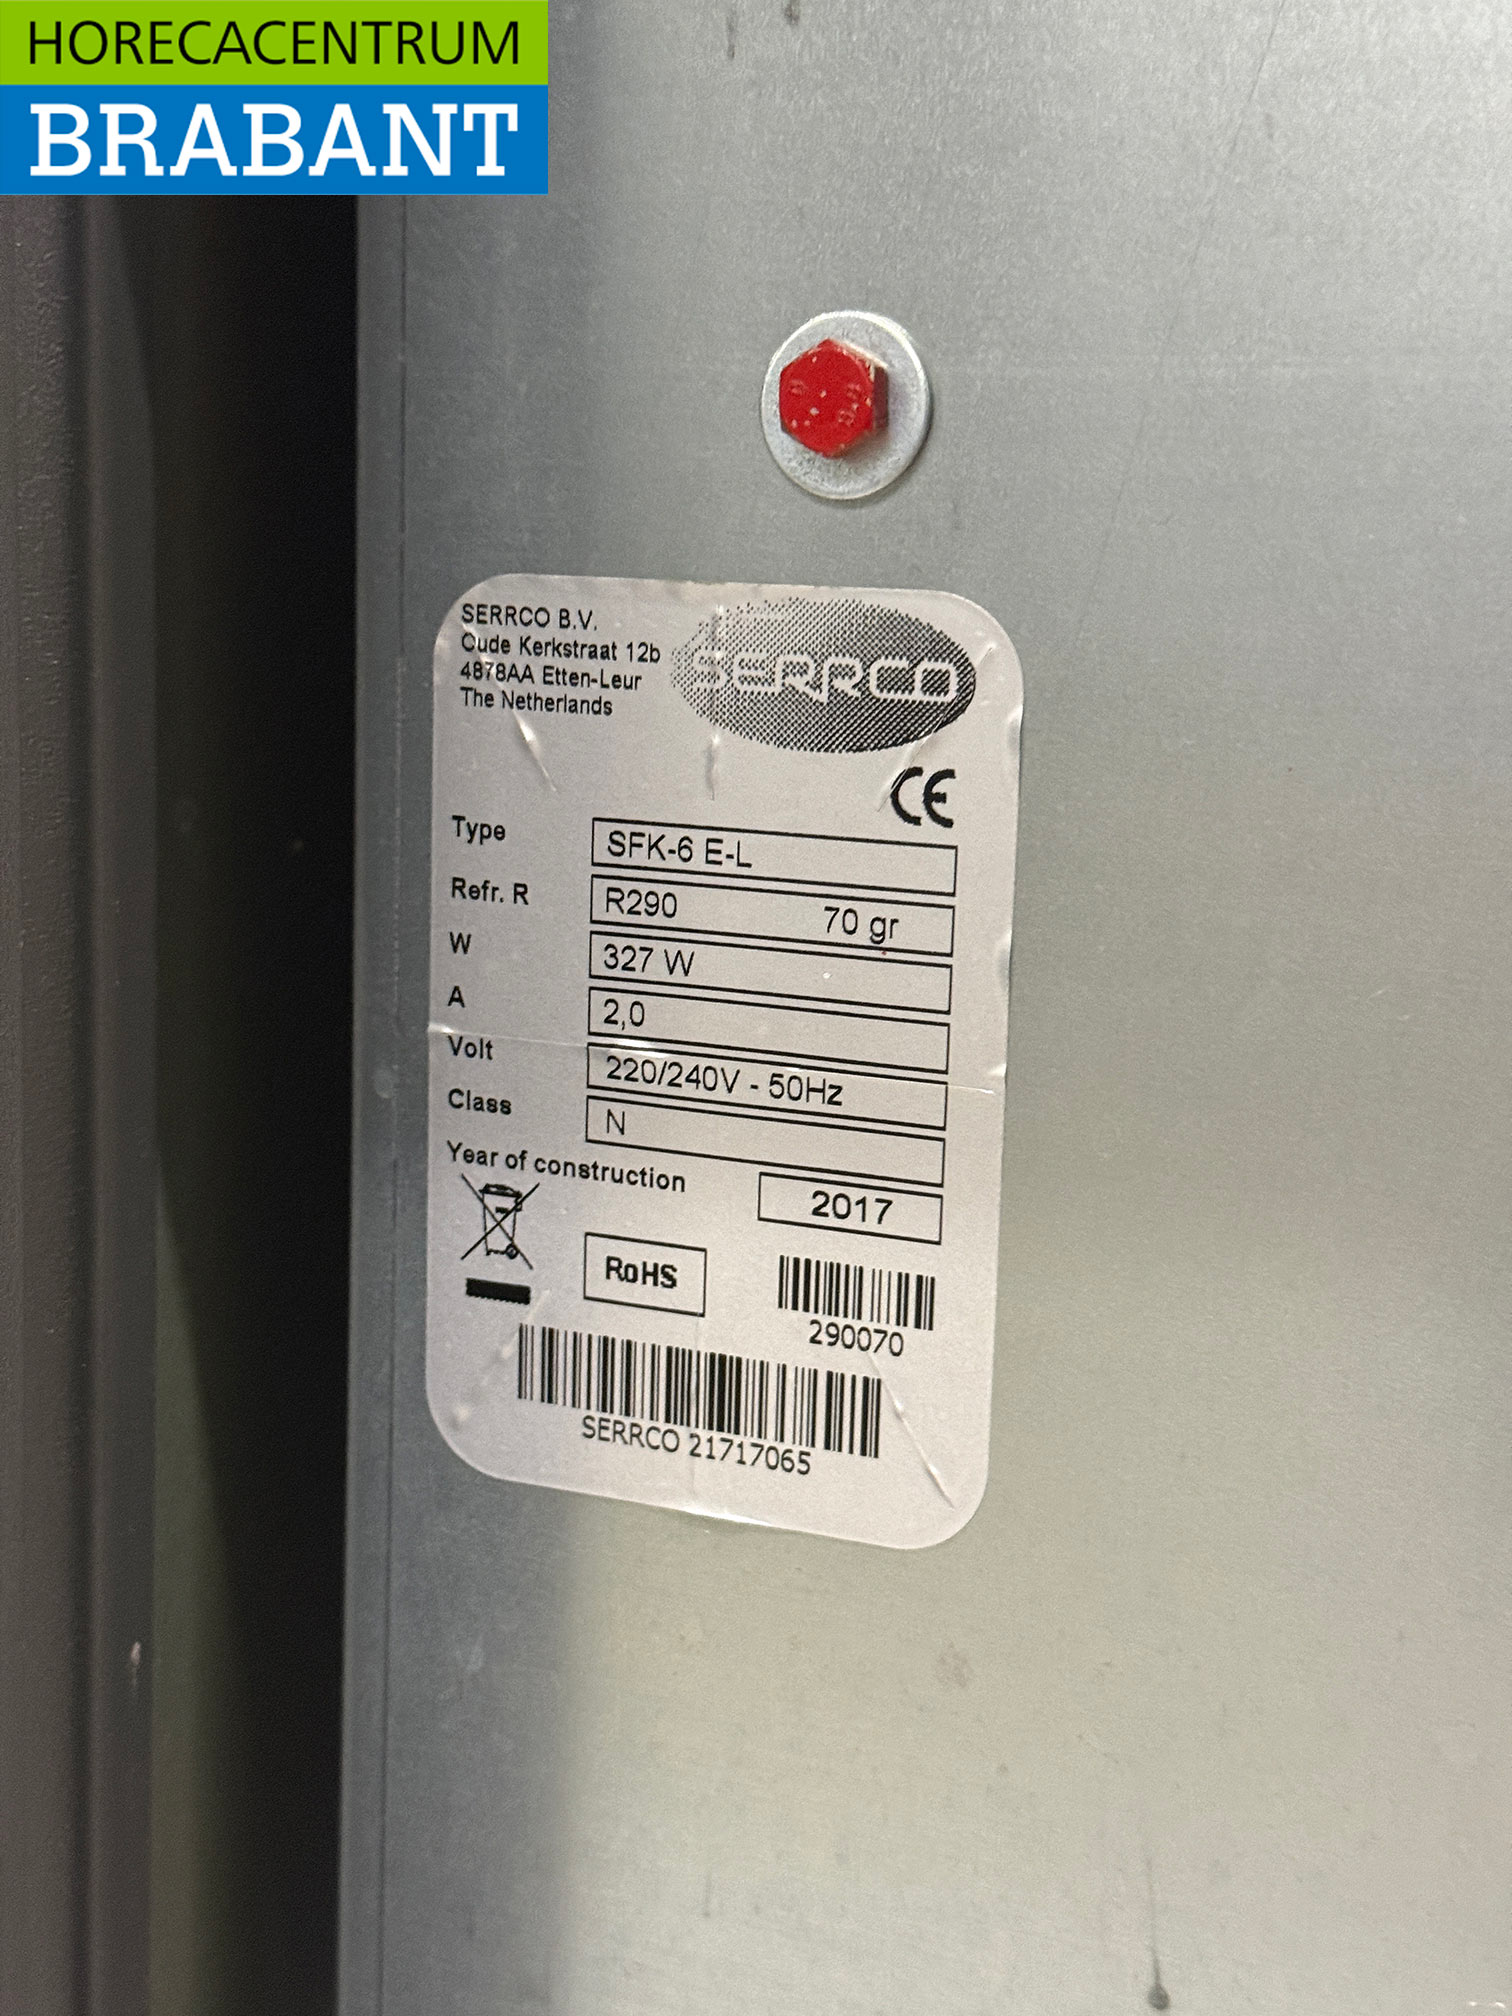 HORECACENTRUM
BRABANT
SERRCO B.V.
Oude Kerkstraat 12b
4878AA Etten-Leur
The Netherlands
SERRCO
CE
Type SFK-6 E-L
Refr. R R290 70 gr
W 327 W
A 2,0
Volt 220/240V - 50Hz
Class N
Year of construction 2017
RoHS
290070
SERRCO 21717065